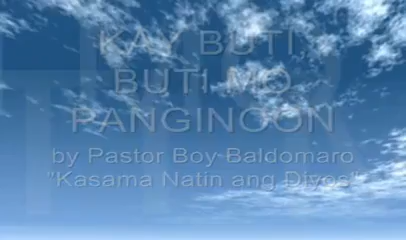 KAY BUTI
BUTI MO
PANGINOON
by Pastor Boy Baldomaro
"Kasama Natin ang Diyos"